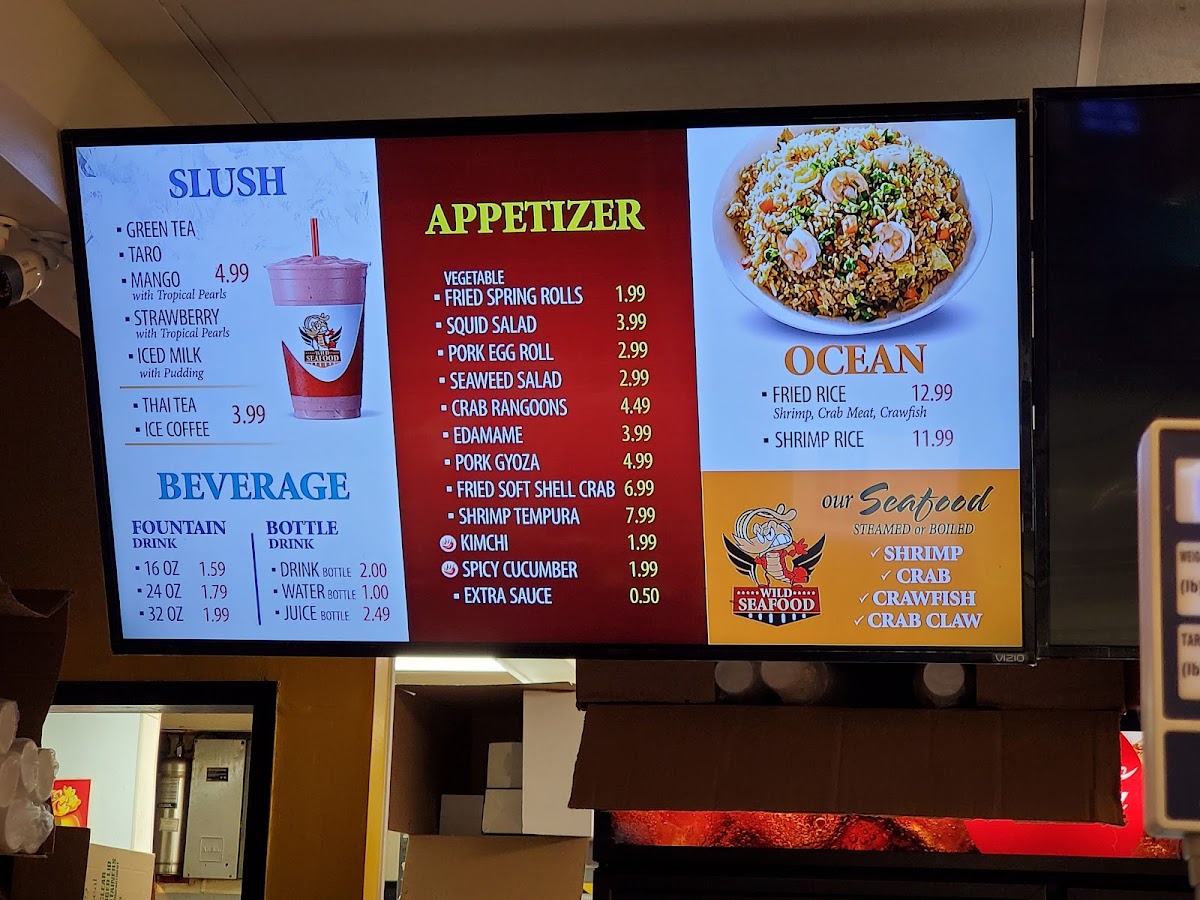 SLUSH
▪ GREEN TEA
▪ TARO
▪ MANGO 4.99
with Tropical Pearls
▪ STRAWBERRY
with Tropical Pearls
▪ ICED MILK
with Pudding
▪ THAI TEA 3.99
▪ ICE COFFEE
WILD
SEAFOOD
BEVERAGE
FOUNTAIN
DRINK
▪ 16 OZ 1.59
▪ 24 OZ 1.79
▪ 32 OZ 1.99
BOTTLE
DRINK
▪ DRINK BOTTLE 2.00
▪ WATER BOTTLE 1.00
▪ JUICE BOTTLE 2.49
APPETIZER
VEGETABLE
▪ FRIED SPRING ROLLS 1.99
▪ SQUID SALAD 3.99
▪ PORK EGG ROLL 2.99
▪ SEAWEED SALAD 2.99
▪ CRAB RANGOONS 4.49
▪ EDAMAME 3.99
▪ PORK GYOZA 4.99
▪ FRIED SOFT SHELL CRAB 6.99
▪ SHRIMP TEMPURA 7.99
KIMCHI 1.99
SPICY CUCUMBER 1.99
▪ EXTRA SAUCE 0.50
OCEAN
▪ FRIED RICE 12.99
Shrimp, Crab Meat, Crawfish
▪ SHRIMP RICE 11.99
our Seafood
STEAMED or BOILED
✓ SHRIMP
✓ CRAB
✓ CRAWFISH
✓ CRAB CLAW
WILD
SEAFOOD
VIZIO
(lb
TAR
(lb